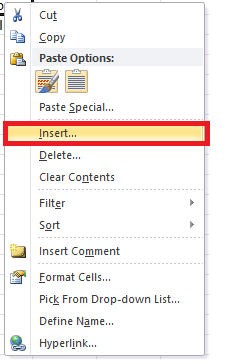 Cut
Copy
Paste Options:
Paste Special...
Insert...
Delete...
Clear Contents
Filter
Sort
Insert Comment
Format Cells...
Pick From Drop-down List...
Define Name...
Hyperlink...